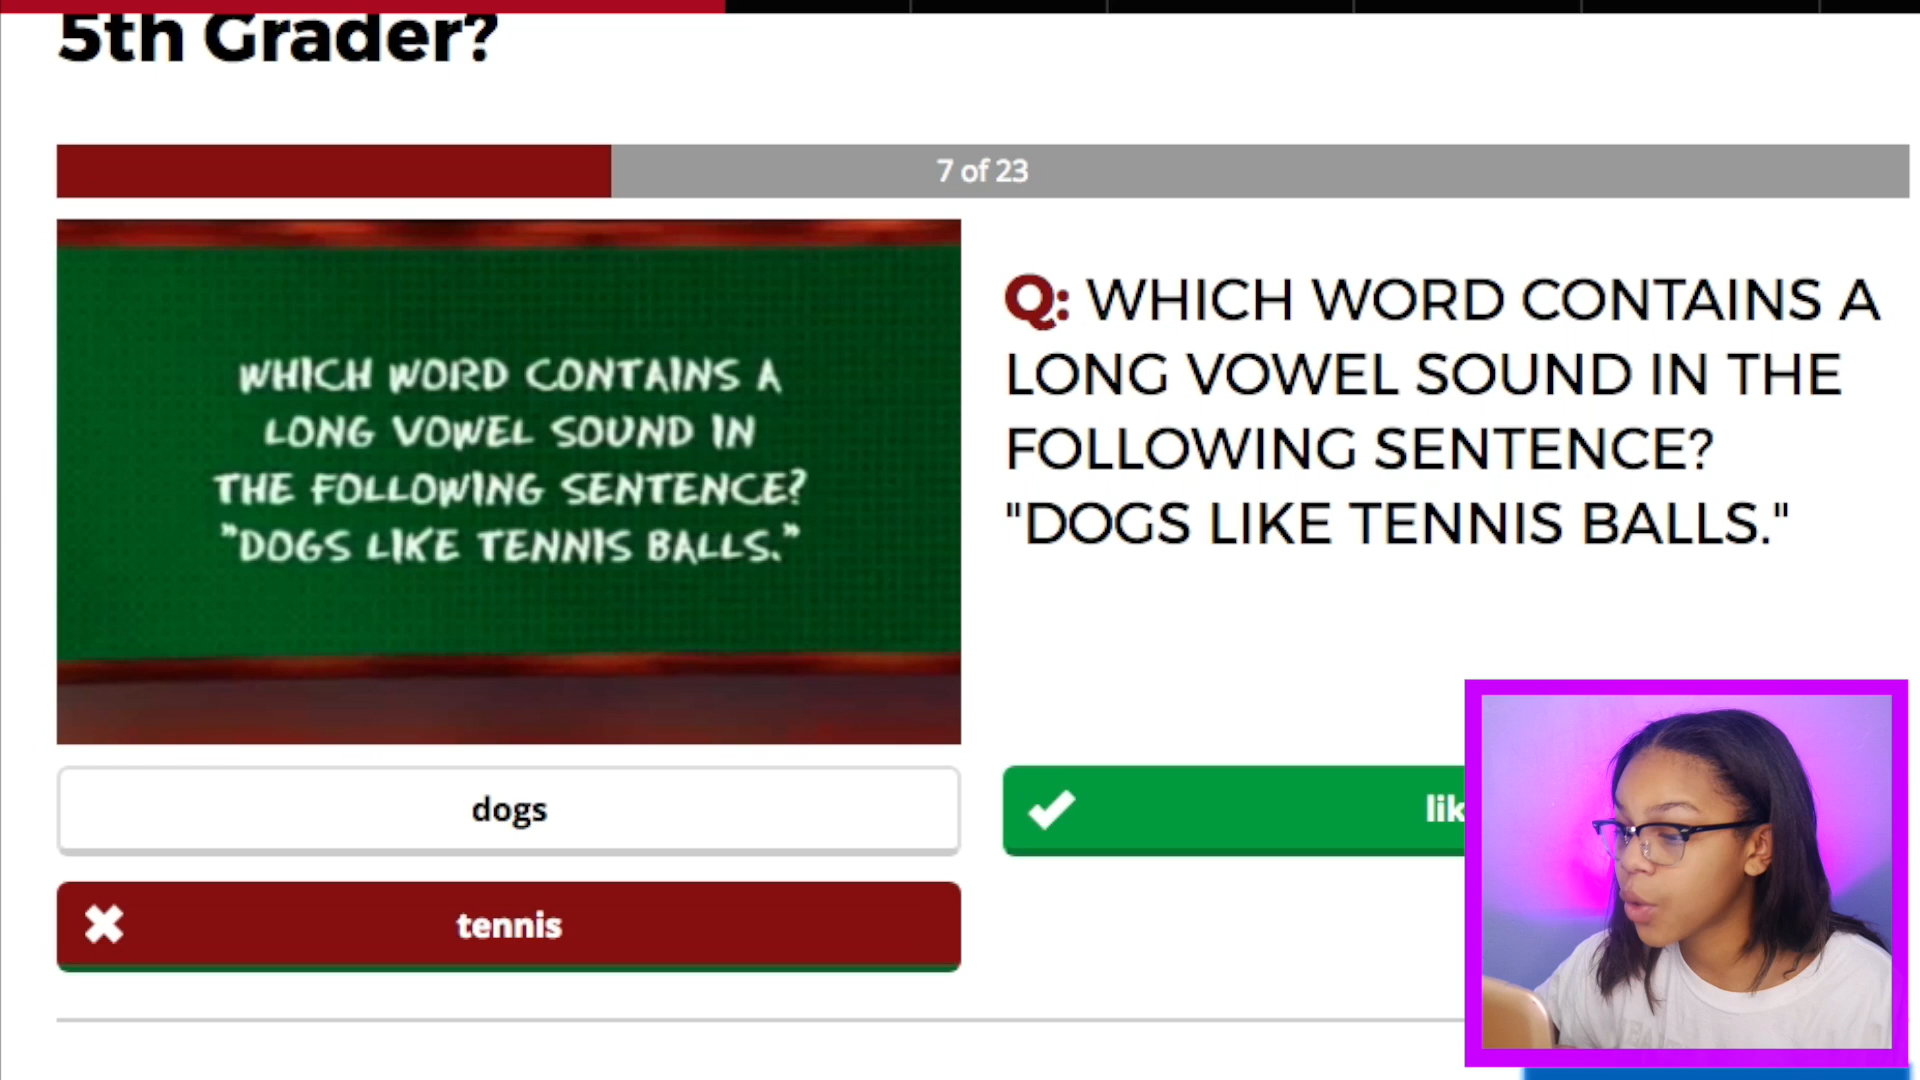 5th Grader?
7 of 23
WHICH WORD CONTAINS A
LONG VOWEL SOUND IN
THE FOLLOWING SENTENCE?
"DOGS LIKE TENNIS BALLS."
Q: WHICH WORD CONTAINS A
LONG VOWEL SOUND IN THE
FOLLOWING SENTENCE?
"DOGS LIKE TENNIS BALLS."
dogs
lik
tennis